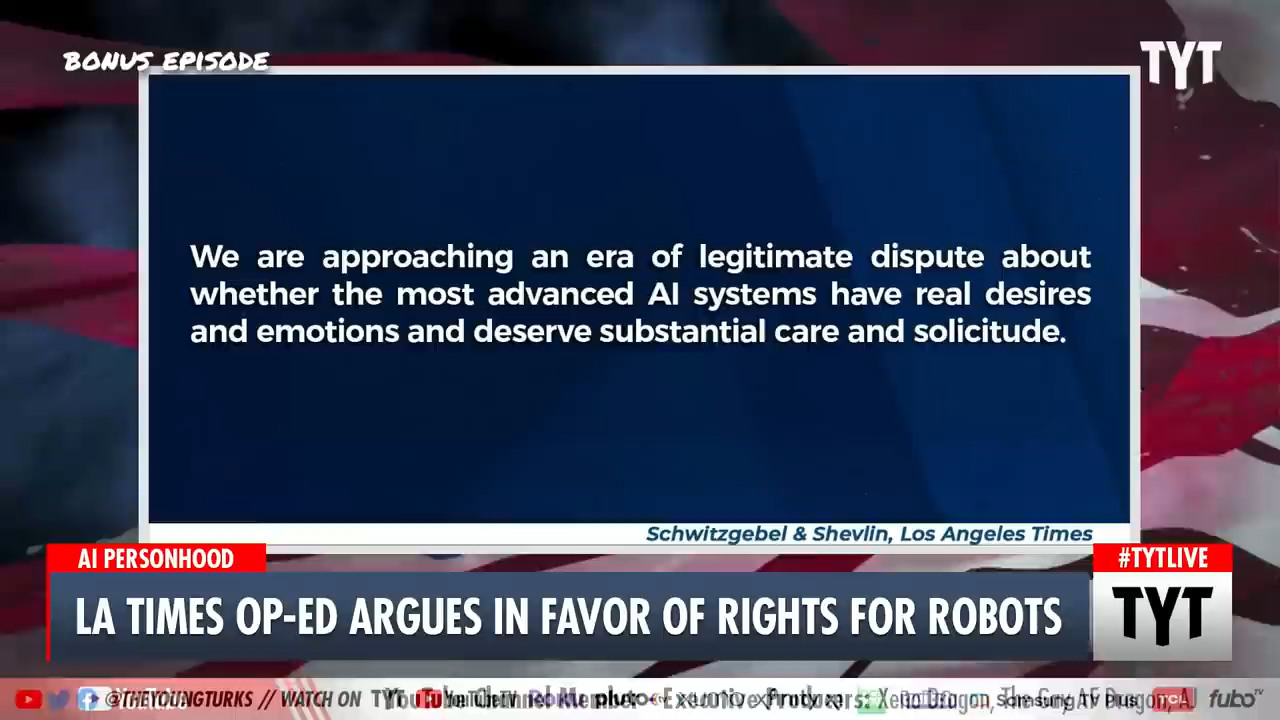 BONUS EPISODE
TYT
We are approaching an era of legitimate dispute about
whether the most advanced AI systems have real desires
and emotions and deserve substantial care and solicitude.
Schwitzgebel & Shevlin, Los Angeles Times
AI PERSONHOOD
#TYTLIVE
LA TIMES OP-ED ARGUES IN FAVOR OF RIGHTS FOR ROBOTS
TYT
@THEYOUNGTURKS // WATCH ON fubo TV